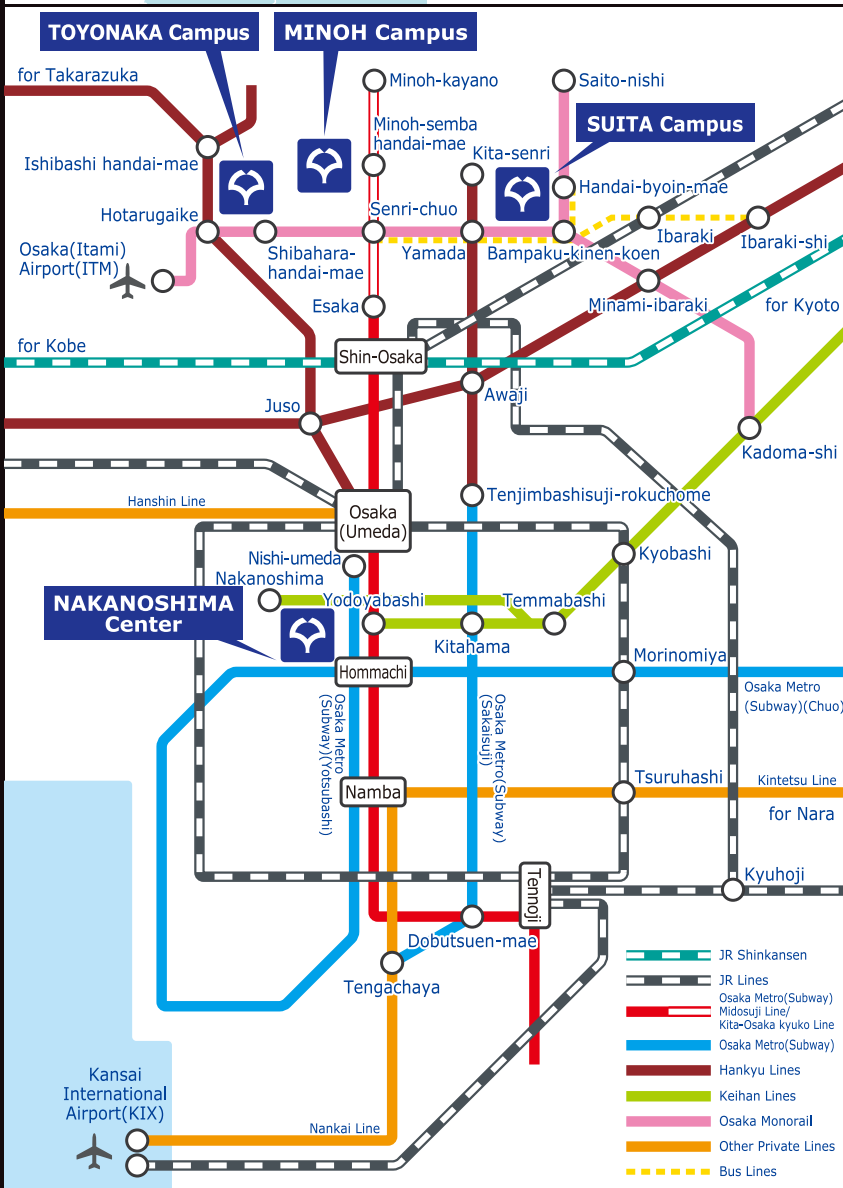 TOYONAKA Campus
MINOH Campus
for Takarazuka
Minoh-kayano
Saito-nishi
Minoh-semba
handai-mae
SUITA Campus
Ishibashi handai-mae
Kita-senri
Handai-byoin-mae
Hotarugaike
Senri-chuo
Ibaraki
Ibaraki-shi
Osaka(Itami)
Airport(ITM)
Shibahara-
handai-mae
Yamada
Bampaku-kinen-koen
Esaka
Minami-ibaraki
for Kyoto
for Kobe
Shin-Osaka
Awaji
Juso
Kadoma-shi
Hanshin Line
Osaka
(Umeda)
Tenjimbashisuji-rokuchome
Nishi-umeda
Kyobashi
Nakanoshima
Yodoyabashi
Temmabashi
NAKANOSHIMA
Center
Kitahama
Hommachi
Morinomiya
Osaka Metro
(Subway)(Chuo)
Osaka Metro
(Subway)(Yotsubashi)
Osaka Metro(Subway)
(Sakaisuji)
Namba
Tsuruhashi
Kintetsu Line
for Nara
Tennoji
Kyuhoji
Dobutsuen-mae
Tengachaya
JR Shinkansen
JR Lines
Osaka Metro(Subway)
Midosuji Line/
Kita-Osaka kyuko Line
Osaka Metro(Subway)
Hankyu Lines
Keihan Lines
Osaka Monorail
Other Private Lines
Bus Lines
Kansai
International
Airport(KIX)
Nankai Line